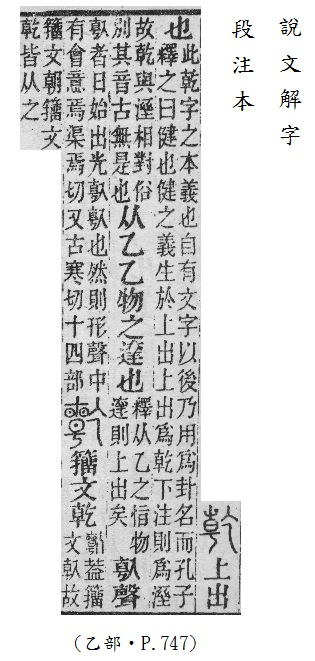 說文解字
段注本
乾上出
也
此乾字之本義也自有文字以後乃用爲卦名而孔子
釋之曰健也健之義生於上出上出爲乾下注則爲溼
故乾與溼相對俗
別其音古無是也
从乙乙物之達也
釋从乙之恉物
達則上出矣
倝聲
倝者日始出光倝倝也然則形聲中
有會意焉渠焉切又古寒切十四部
籒文乾
葢籒
文倝故
籒文朝籒文
乾皆从之
(乙部・P.747)